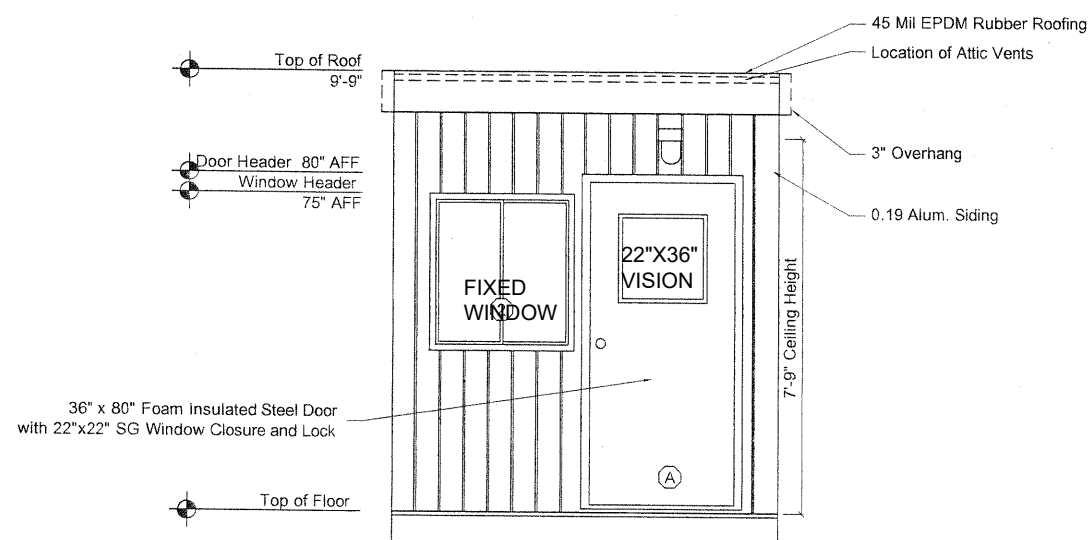 45 Mil EPDM Rubber Roofing
Location of Attic Vents
Top of Roof
9'-9"
3" Overhang
Door Header 80" AFF
Window Header
75" AFF
0.19 Alum. Siding
22"X36"
VISION
FIXED
WINDOW
7'-9" Ceiling Height
36" x 80" Foam Insulated Steel Door
with 22"x22" SG Window Closure and Lock
A
Top of Floor